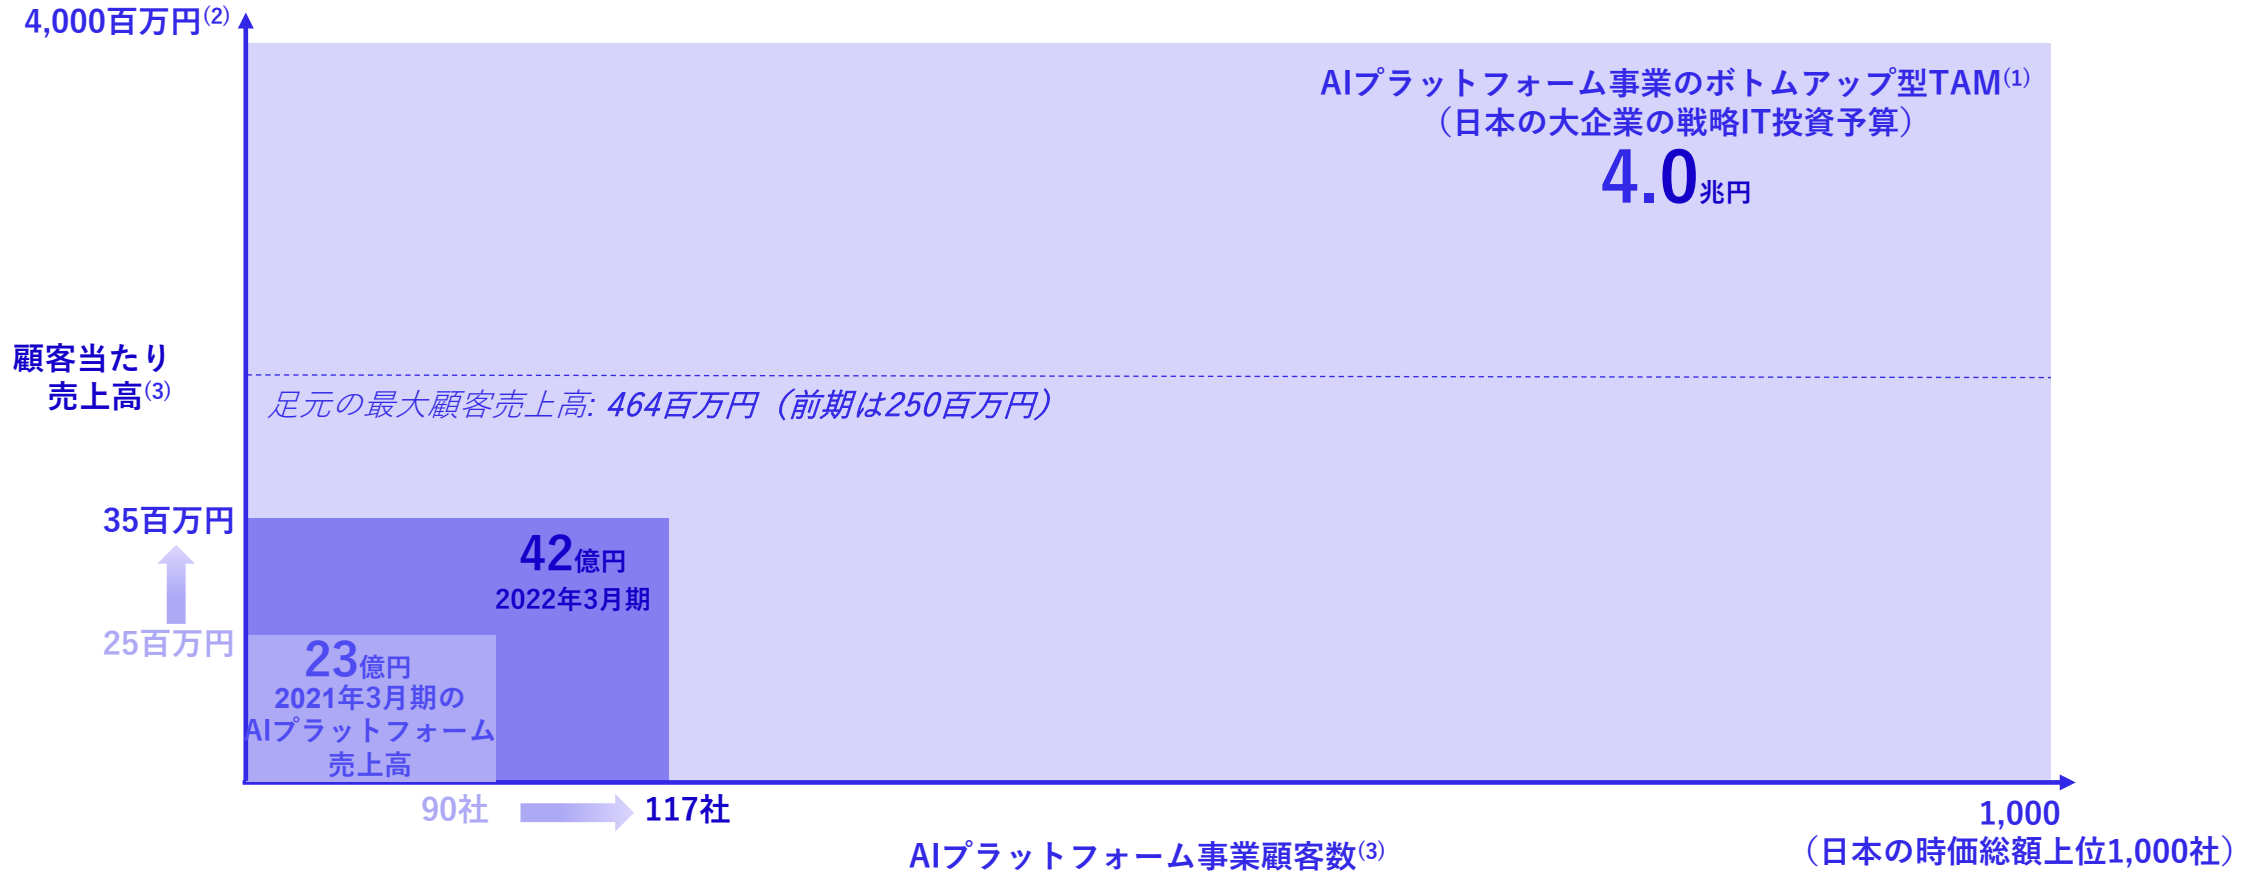 4,000百万円(2)
AIプラットフォーム事業のボトムアップ型TAM(1)
（日本の大企業の戦略IT投資予算）
4.0兆円
顧客当たり
売上高(3)
足元の最大顧客売上高: 464百万円（前期は250百万円）
35百万円
42億円
2022年3月期
25百万円
23億円
2021年3月期の
AIプラットフォーム
売上高
90社
117社
1,000
（日本の時価総額上位1,000社）
AIプラットフォーム事業顧客数(3)